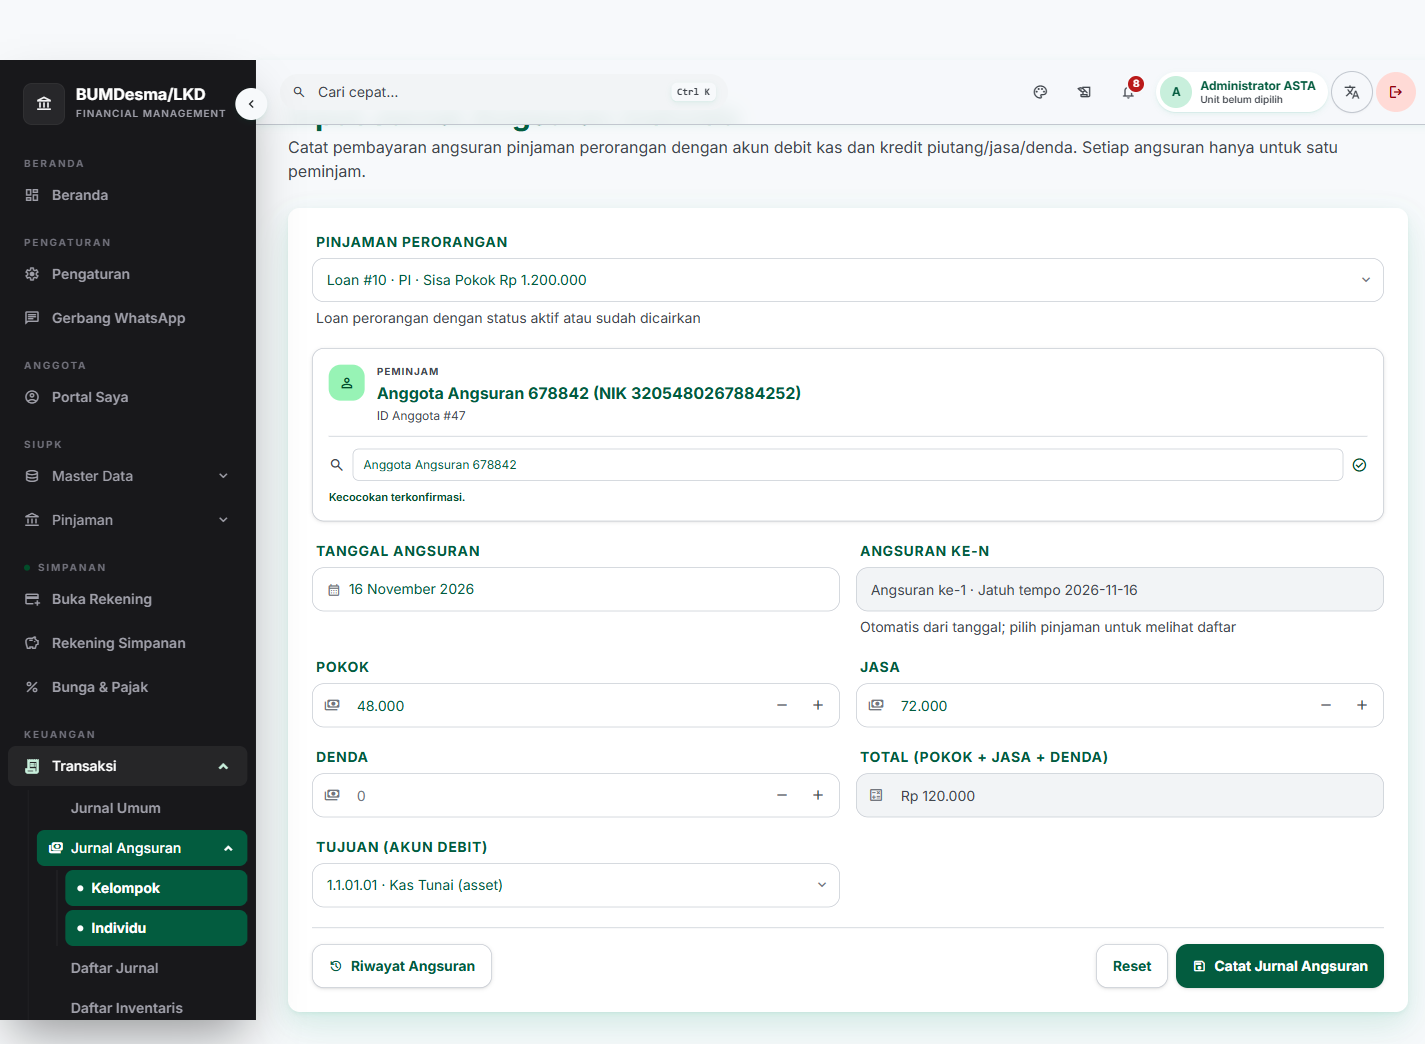 BUMDesma/LKD
FINANCIAL MANAGEMENT
BERANDA
Beranda
PENGATURAN
Pengaturan
Gerbang WhatsApp
ANGGOTA
Portal Saya
SIUPK
Master Data
Pinjaman
SIMPANAN
Buka Rekening
Rekening Simpanan
Bunga & Pajak
KEUANGAN
Transaksi
Jurnal Umum
Jurnal Angsuran
Kelompok
Individu
Daftar Jurnal
Daftar Inventaris
Cari cepat...
Ctrl K
8
A
Administrator ASTA
Unit belum dipilih
Catat pembayaran angsuran pinjaman perorangan dengan akun debit kas dan kredit piutang/jasa/denda. Setiap angsuran hanya untuk satu
peminjam.
PINJAMAN PERORANGAN
Loan #10 · PI · Sisa Pokok Rp 1.200.000
Loan perorangan dengan status aktif atau sudah dicairkan
PEMINJAM
Anggota Angsuran 678842 (NIK 3205480267884252)
ID Anggota #47
Anggota Angsuran 678842
Kecocokan terkonfirmasi.
TANGGAL ANGSURAN
16 November 2026
ANGSURAN KE-N
Angsuran ke-1 · Jatuh tempo 2026-11-16
Otomatis dari tanggal; pilih pinjaman untuk melihat daftar
POKOK
48.000
JASA
72.000
DENDA
0
TOTAL (POKOK + JASA + DENDA)
Rp 120.000
TUJUAN (AKUN DEBIT)
1.1.01.01 · Kas Tunai (asset)
Riwayat Angsuran
Reset
Catat Jurnal Angsuran